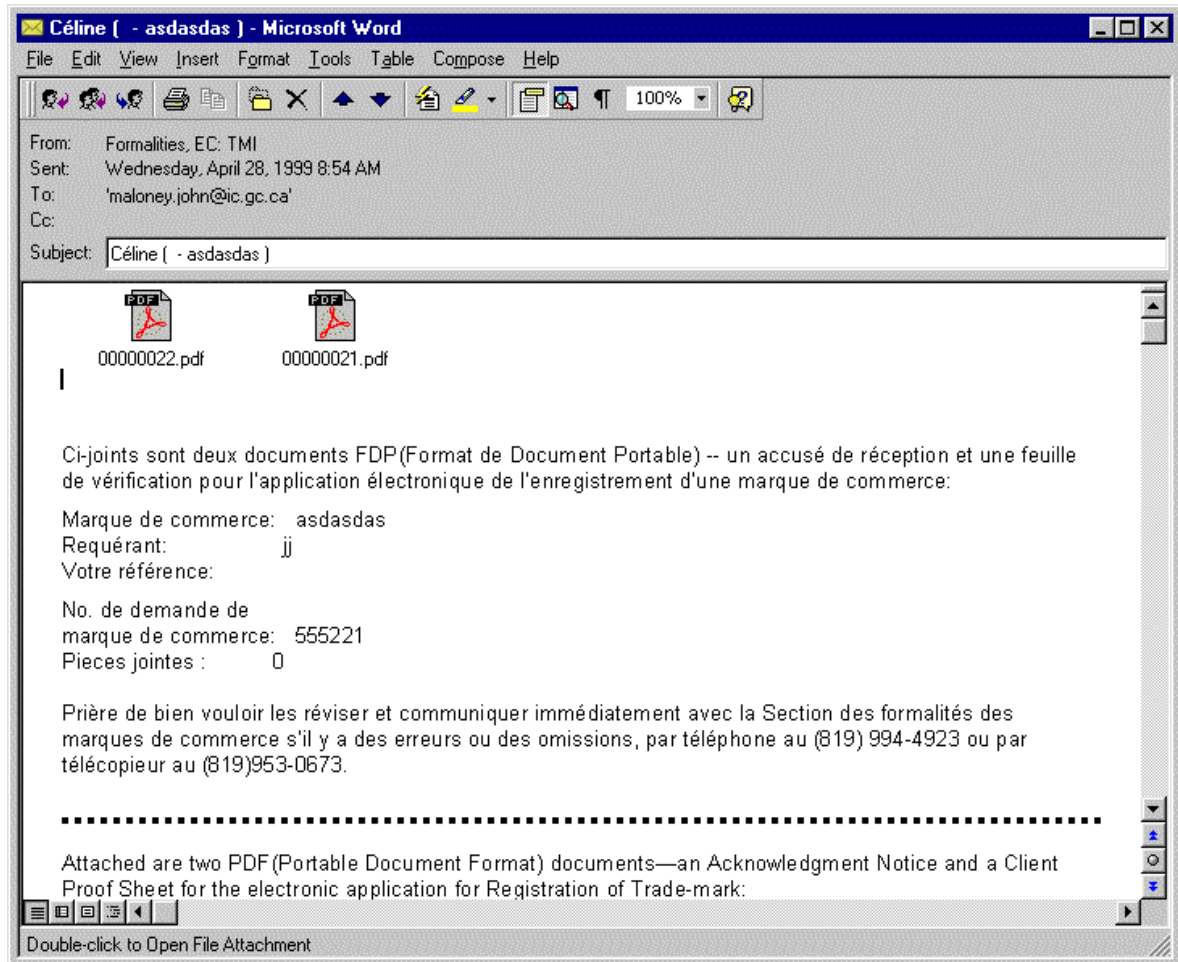 Céline ( - asdasdas ) - Microsoft Word
File Edit View Insert Format Tools Table Compose Help
100%
From: Formalities, EC: TMI
Sent: Wednesday, April 28, 1999 8:54 AM
To: 'maloney.john@ic.gc.ca'
Cc:
Subject: Céline ( - asdasdas )
PDF PDF
00000022.pdf 00000021.pdf
Ci-joints sont deux documents FDP(Format de Document Portable) -- un accusé de réception et une feuille
de vérification pour l'application électronique de l'enregistrement d'une marque de commerce:
Marque de commerce: asdasdas
Requérant: jj
Votre référence:
No. de demande de
marque de commerce: 555221
Pieces jointes : 0
Prière de bien vouloir les réviser et communiquer immédiatement avec la Section des formalités des
marques de commerce s'il y a des erreurs ou des omissions, par téléphone au (819) 994-4923 ou par
télécopieur au (819)953-0673.
Attached are two PDF(Portable Document Format) documents—an Acknowledgment Notice and a Client
Proof Sheet for the electronic application for Registration of Trade-mark:
Double-click to Open File Attachment